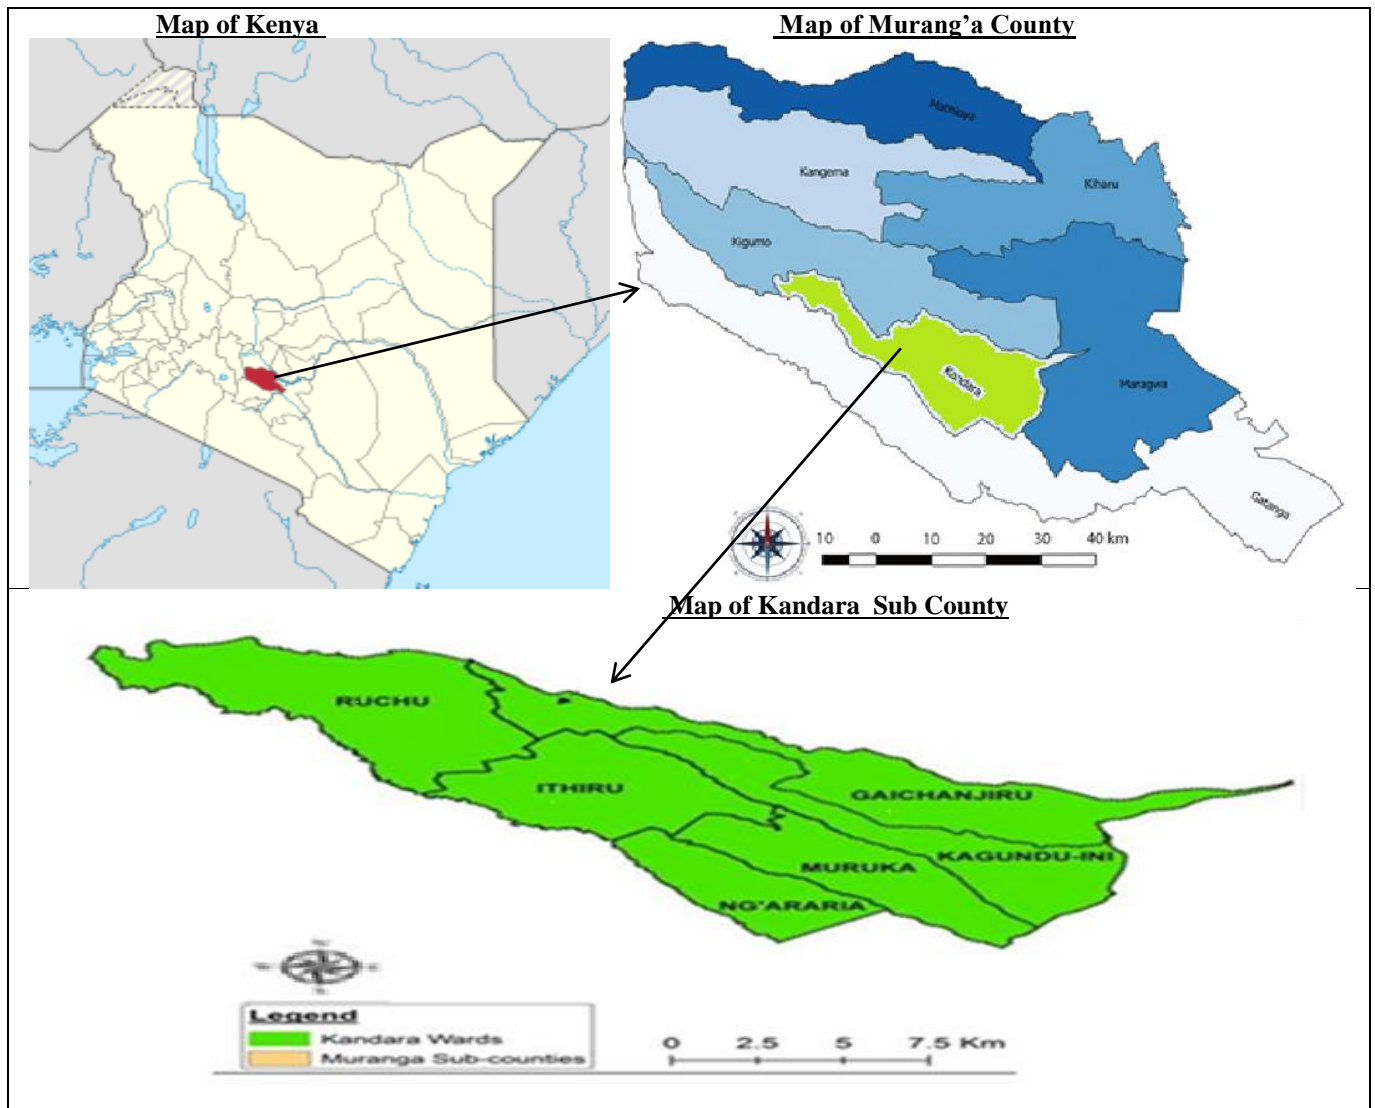 Map of Kenya
Map of Murang’a County
Mathioya
Kangema
Kiharu
Kigumo
Kandara
Maragwa
Gatanga
10 0 10 20 30 40 km
Map of Kandara Sub County
RUCHU
ITHIRU
GAICHANJIRU
KAGUNDU-INI
MURUKA
NG'ARARIA
Legend
Kandara Wards
Muranga Sub-counties
0 2.5 5 7.5 Km